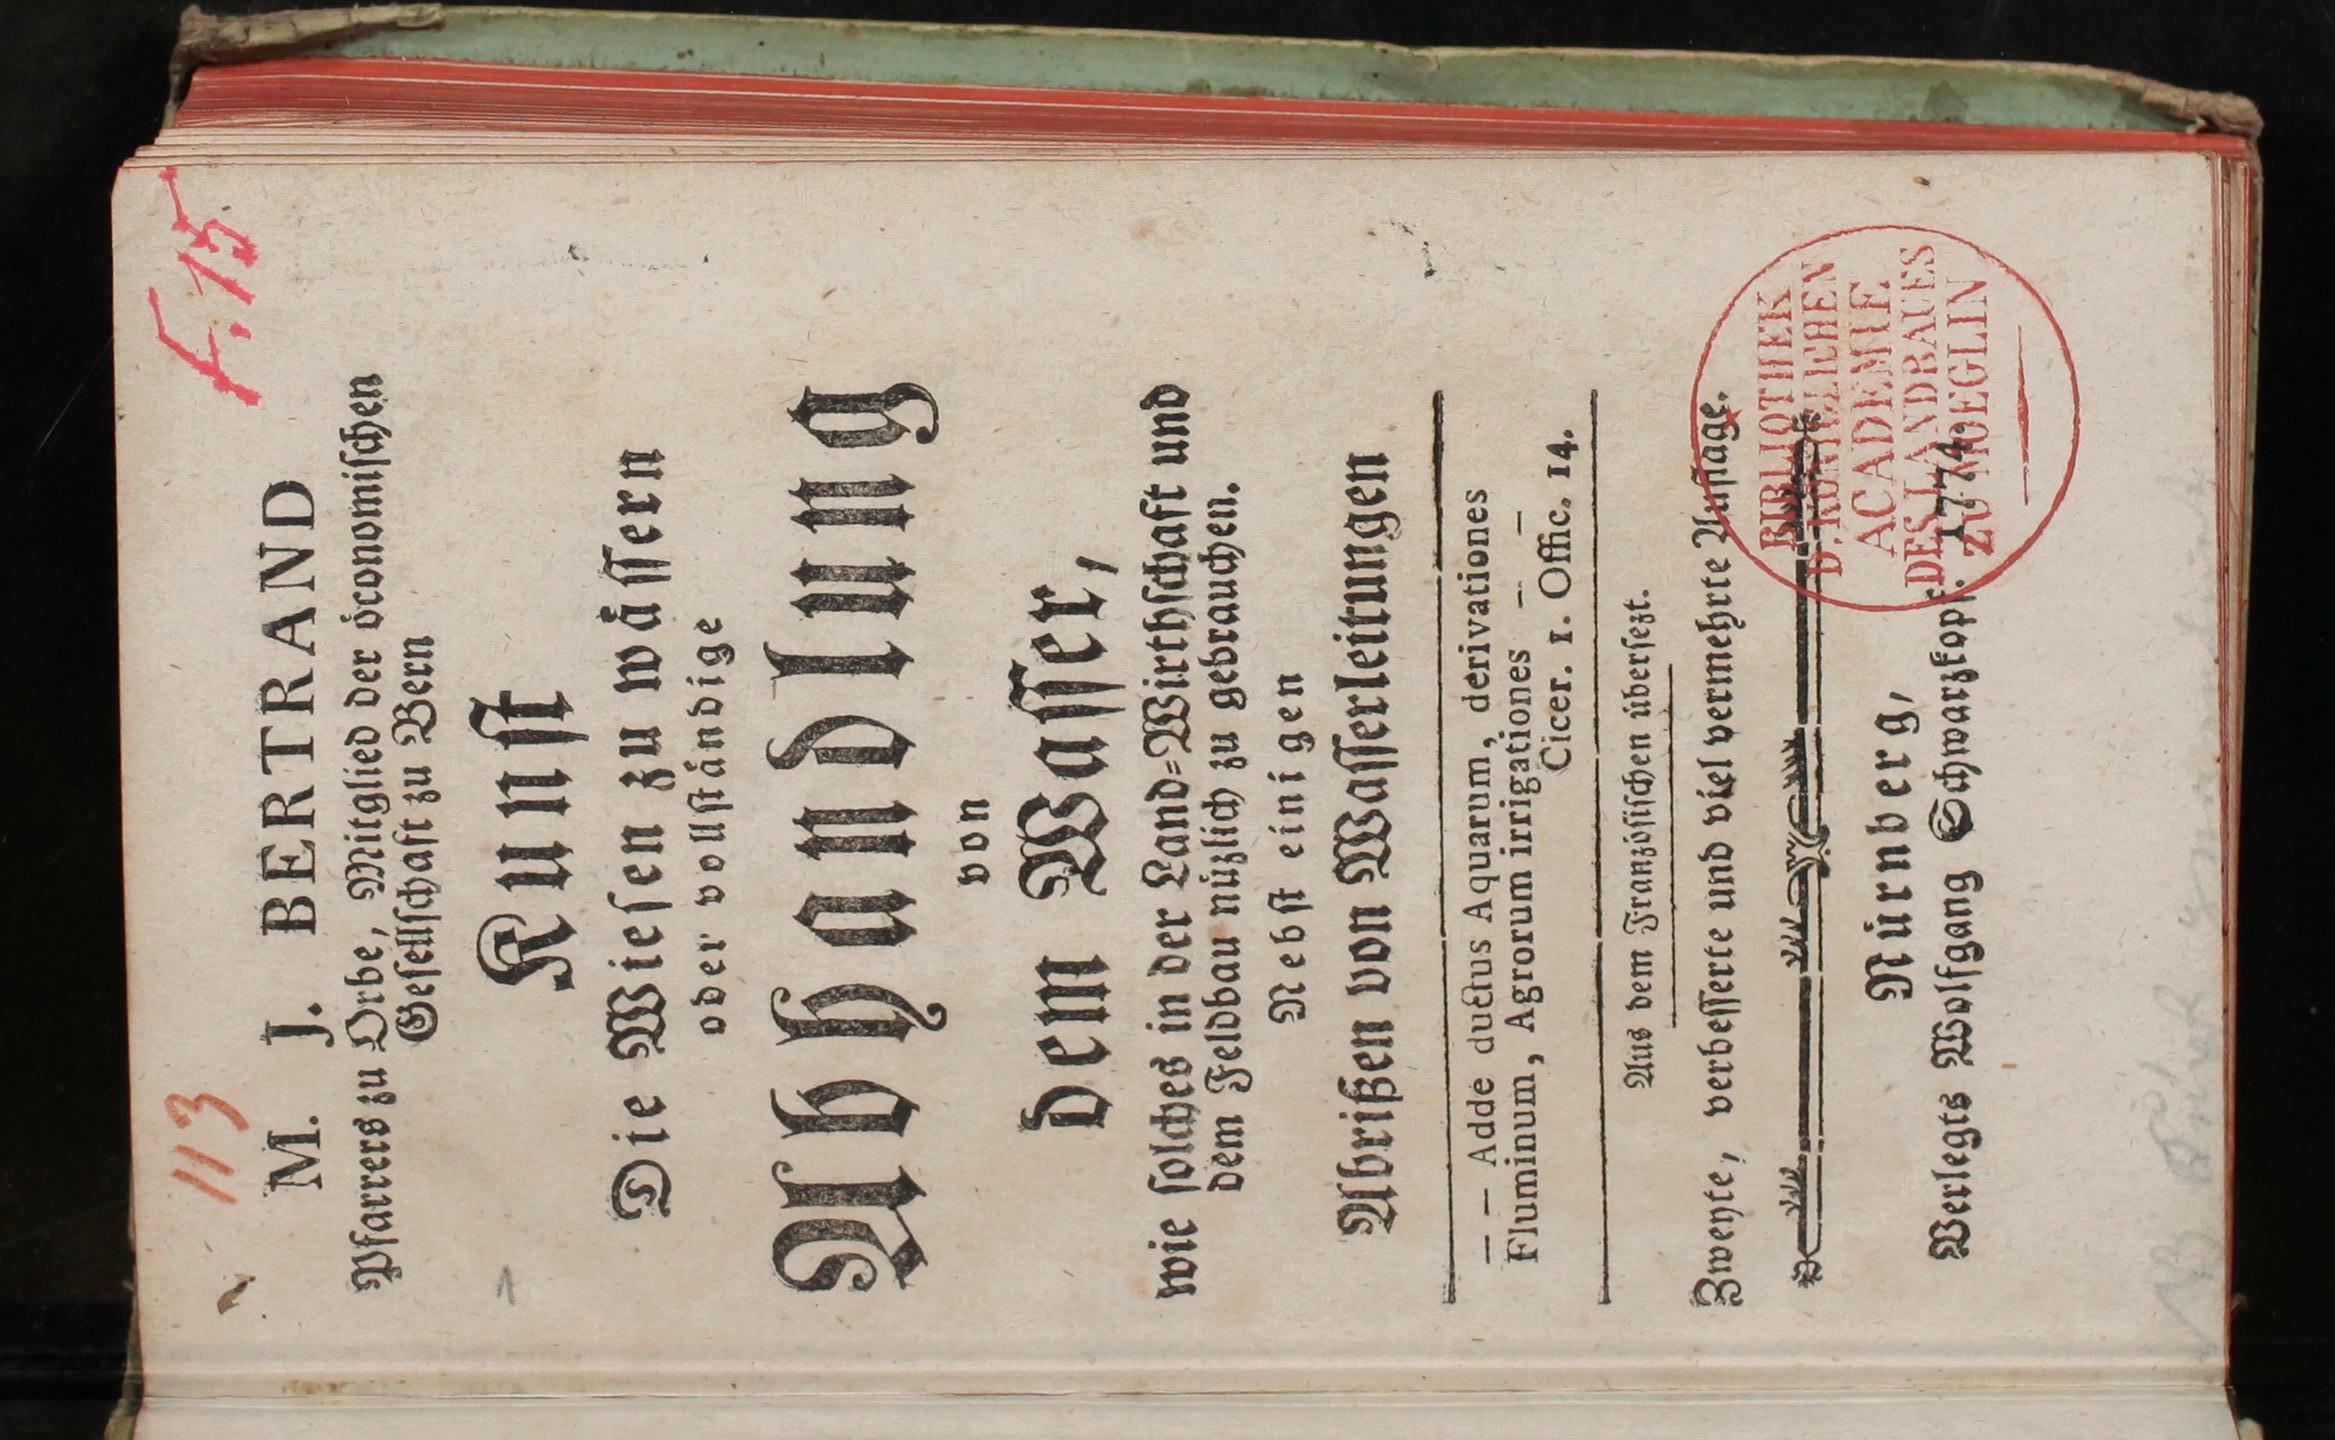 113
F. 15
M. J. BERTRAND
Pfarrers zu Orbe, Mitglied der öconomischen
Gesellschaft zu Bern
Kunst
Die Wiesen zu wässern
oder vollständige
Abhandlung
von
dem Wasser,
wie solches in der Land=Wirthschaft und
dem Feldbau nüzlich zu gebrauchen.
Nebst einigen
Abrißen von Wasserleitungen
— — Adde ductus Aquarum, derivationes
Fluminum, Agrorum irrigationes — —
Cicer. 1. Offic. 14.
Aus dem Französischen übersezt.
Zweyte, verbesserte und viel vermehrte Auflage.
Nürnberg,
Verlegts Wolfgang Schwarzkopf. 1774.
BIBLIOTHEK
D. KÖNIGLICHEN
ACADEMIE
DES LANDBAUES
ZU MOEGLIN